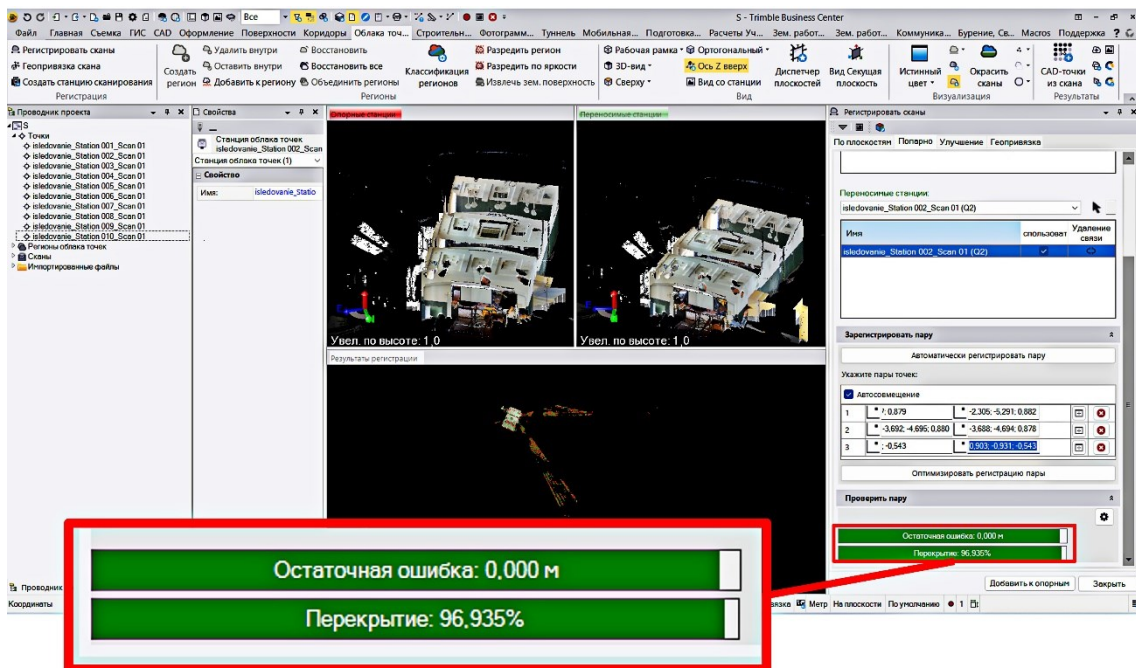 Все
S - Trimble Business Center
Файл Главная Съемка ГИС CAD Оформление Поверхности Коридоры Облака точ... Строительн... Фотограмм... Туннель Мобильная... Подготовка... Расчеты Уч... Зем. работ... Зем. работ... Коммуника... Бурение, Св... Macros Поддержка ?
Регистрировать сканы
Геопривязка скана
Создать станцию сканирования
Регистрация
Создать регион
Удалить внутри
Оставить внутри
Добавить к региону
Восстановить
Восстановить все
Объединить регионы
Классификация регионов
Разредить регион
Разредить по яркости
Извлечь зем. поверхность
Регионы
Рабочая рамка
3D-вид
Сверху
Ортогональный
Ось Z вверх
Вид со станции
Диспетчер плоскостей
Вид Секущая плоскость
Вид
Истинный цвет
Окрасить сканы
Визуализация
CAD-точки из скана
Результаты
Проводник проекта
S
Точки
isledovanie_Station 001_Scan 01
isledovanie_Station 002_Scan 01
isledovanie_Station 003_Scan 01
isledovanie_Station 004_Scan 01
isledovanie_Station 005_Scan 01
isledovanie_Station 006_Scan 01
isledovanie_Station 007_Scan 01
isledovanie_Station 008_Scan 01
isledovanie_Station 009_Scan 01
isledovanie_Station 010_Scan 01
Регионы облака точек
Сканы
Импортированные файлы
Свойства
Станция облака точек
isledovanie_Station 002_Scan
Станция облака точек (1)
Свойство
Имя: isledovanie_Statio
Опорные станции
Увел. по высоте: 1,0
Переносимые станции
Увел. по высоте: 1,0
Результаты регистрации
Регистрировать сканы
По плоскостям Попарно Улучшение Геопривязка
Переносимые станции:
isledovanie_Station 002_Scan 01 (Q2)
Имя спользоват Удаление связи
isledovanie_Station 002_Scan 01 (Q2)
Зарегистрировать пару
Автоматически регистрировать пару
Укажите пары точек:
Автосовмещение
1 ; 0,879 -2,305; -5,291; 0,882
2 -3,692; -4,695; 0,880 -3,688; -4,694; 0,878
3 ; -0,543 0,903; -0,931; -0,543
Оптимизировать регистрацию пары
Проверить пару
Остаточная ошибка: 0,000 м
Перекрытие: 96,935%
Добавить к опорным Закрыть
Остаточная ошибка: 0,000 м
Перекрытие: 96,935%
Проводник
Координаты
язка Метр На плоскости По умолчанию 1